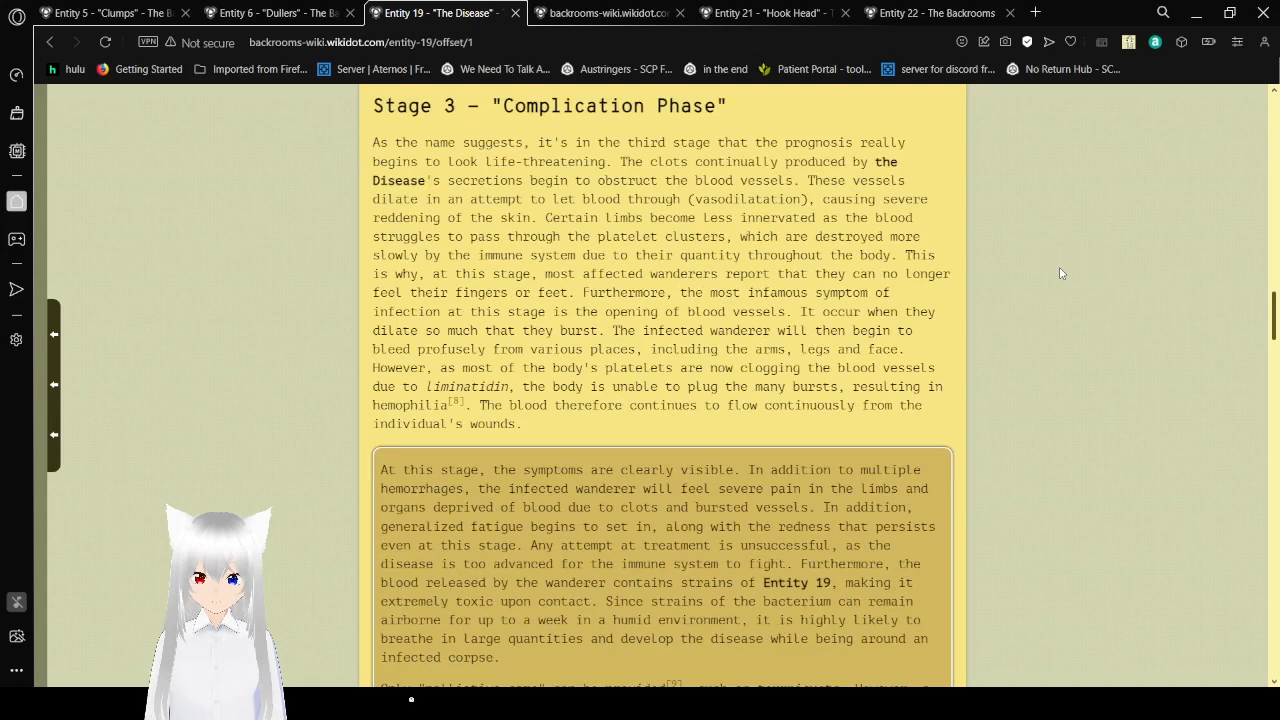 Entity 5 - "Clumps" - The B
Entity 6 - "Dullers" - The Ba
Entity 19 - "The Disease" -
backrooms-wiki.wikidot.co
Entity 21 - "Hook Head" - T
Entity 22 - The Backrooms
VPN
Not secure
backrooms-wiki.wikidot.com/entity-19/offset/1
hulu
Getting Started
Imported from Firef...
Server | Aternos | Fr...
We Need To Talk A...
Austringers - SCP F...
in the end
Patient Portal - tool...
server for discord fr...
No Return Hub - SC...
Stage 3 – "Complication Phase"
As the name suggests, it's in the third stage that the prognosis really
begins to look life-threatening. The clots continually produced by the
Disease's secretions begin to obstruct the blood vessels. These vessels
dilate in an attempt to let blood through (vasodilatation), causing severe
reddening of the skin. Certain limbs become less innervated as the blood
struggles to pass through the platelet clusters, which are destroyed more
slowly by the immune system due to their quantity throughout the body. This
is why, at this stage, most affected wanderers report that they can no longer
feel their fingers or feet. Furthermore, the most infamous symptom of
infection at this stage is the opening of blood vessels. It occur when they
dilate so much that they burst. The infected wanderer will then begin to
bleed profusely from various places, including the arms, legs and face.
However, as most of the body's platelets are now clogging the blood vessels
due to liminatidin, the body is unable to plug the many bursts, resulting in
hemophilia[8]. The blood therefore continues to flow continuously from the
individual's wounds.
At this stage, the symptoms are clearly visible. In addition to multiple
hemorrhages, the infected wanderer will feel severe pain in the limbs and
organs deprived of blood due to clots and bursted vessels. In addition,
generalized fatigue begins to set in, along with the redness that persists
even at this stage. Any attempt at treatment is unsuccessful, as the
disease is too advanced for the immune system to fight. Furthermore, the
blood released by the wanderer contains strains of Entity 19, making it
extremely toxic upon contact. Since strains of the bacterium can remain
airborne for up to a week in a humid environment, it is highly likely to
breathe in large quantities and develop the disease while being around an
infected corpse.